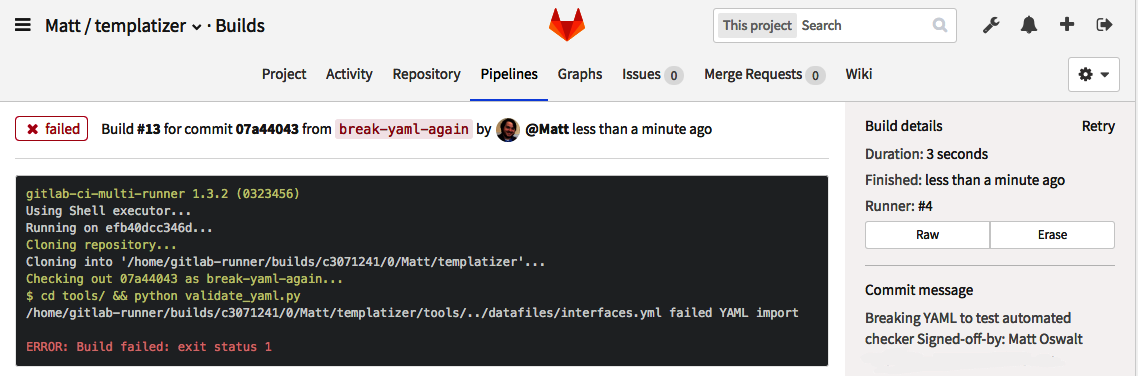 Matt / templatizer · Builds
This project Search
Project Activity Repository Pipelines Graphs Issues 0 Merge Requests 0 Wiki
failed Build #13 for commit 07a44043 from break-yaml-again by @Matt less than a minute ago
gitlab-ci-multi-runner 1.3.2 (0323456)
Using Shell executor...
Running on efb40dcc346d...
Cloning repository...
Cloning into '/home/gitlab-runner/builds/c3071241/0/Matt/templatizer'...
Checking out 07a44043 as break-yaml-again...
$ cd tools/ && python validate_yaml.py
/home/gitlab-runner/builds/c3071241/0/Matt/templatizer/tools/../datafiles/interfaces.yml failed YAML import
ERROR: Build failed: exit status 1
Build details Retry
Duration: 3 seconds
Finished: less than a minute ago
Runner: #4
Raw Erase
Commit message
Breaking YAML to test automated
checker Signed-off-by: Matt Oswalt